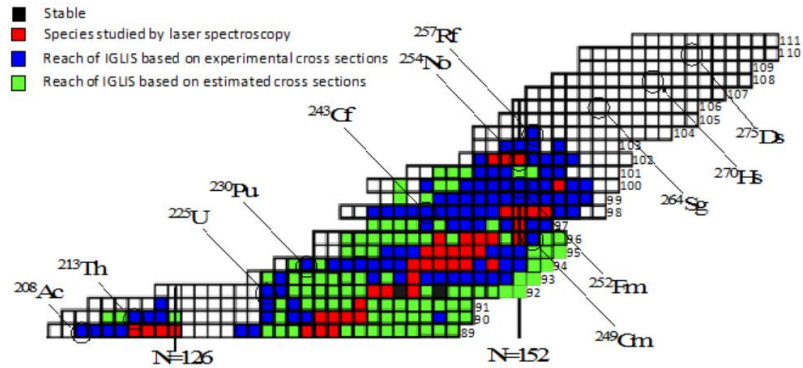 Stable
Species studied by laser spectroscopy
Reach of IGLIS based on experimental cross sections
Reach of IGLIS based on estimated cross sections
257Rf
254No
243Cf
230Pu
225U
213Th
208Ac
111
110
109
108
107
106
105
104
103
102
101
100
99
98
97
96
95
94
93
92
91
90
89
275Ds
270Hs
264Sg
252Fm
249Cm
N=126
N=152